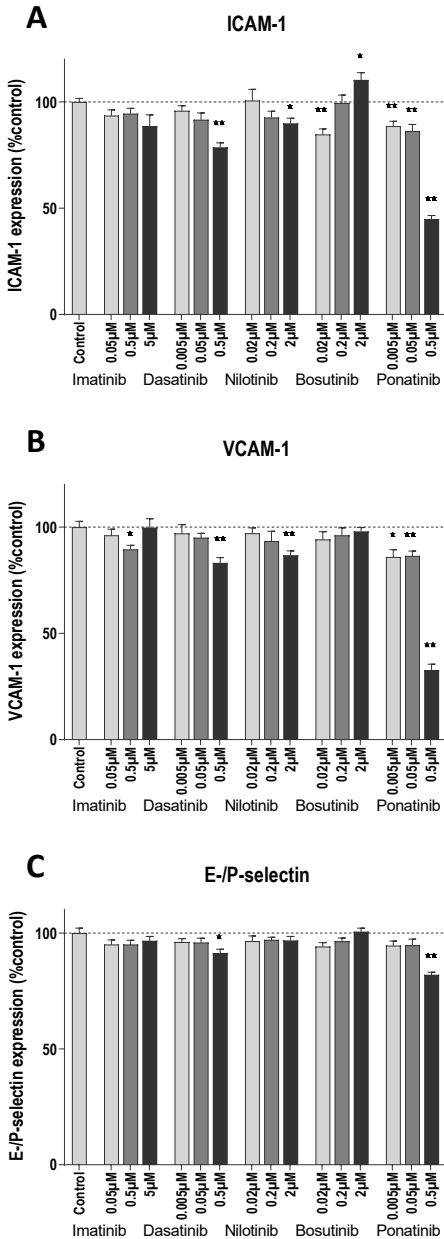 A
ICAM-1
ICAM-1 expression (%control)
100
50
0
** * ** * ** ** **
Control 0.05µM 0.5µM 5µM 0.005µM 0.05µM 0.5µM 0.02µM 0.2µM 2µM 0.02µM 0.2µM 2µM 0.005µM 0.05µM 0.5µM
Imatinib Dasatinib Nilotinib Bosutinib Ponatinib
B
VCAM-1
VCAM-1 expression (%control)
100
50
0
* ** ** * ** **
Control 0.05µM 0.5µM 5µM 0.005µM 0.05µM 0.5µM 0.02µM 0.2µM 2µM 0.02µM 0.2µM 2µM 0.005µM 0.05µM 0.5µM
Imatinib Dasatinib Nilotinib Bosutinib Ponatinib
C
E-/P-selectin
E-/P-selectin expression (%control)
100
50
0
* **
Control 0.05µM 0.5µM 5µM 0.005µM 0.05µM 0.5µM 0.02µM 0.2µM 2µM 0.02µM 0.2µM 2µM 0.005µM 0.05µM 0.5µM
Imatinib Dasatinib Nilotinib Bosutinib Ponatinib